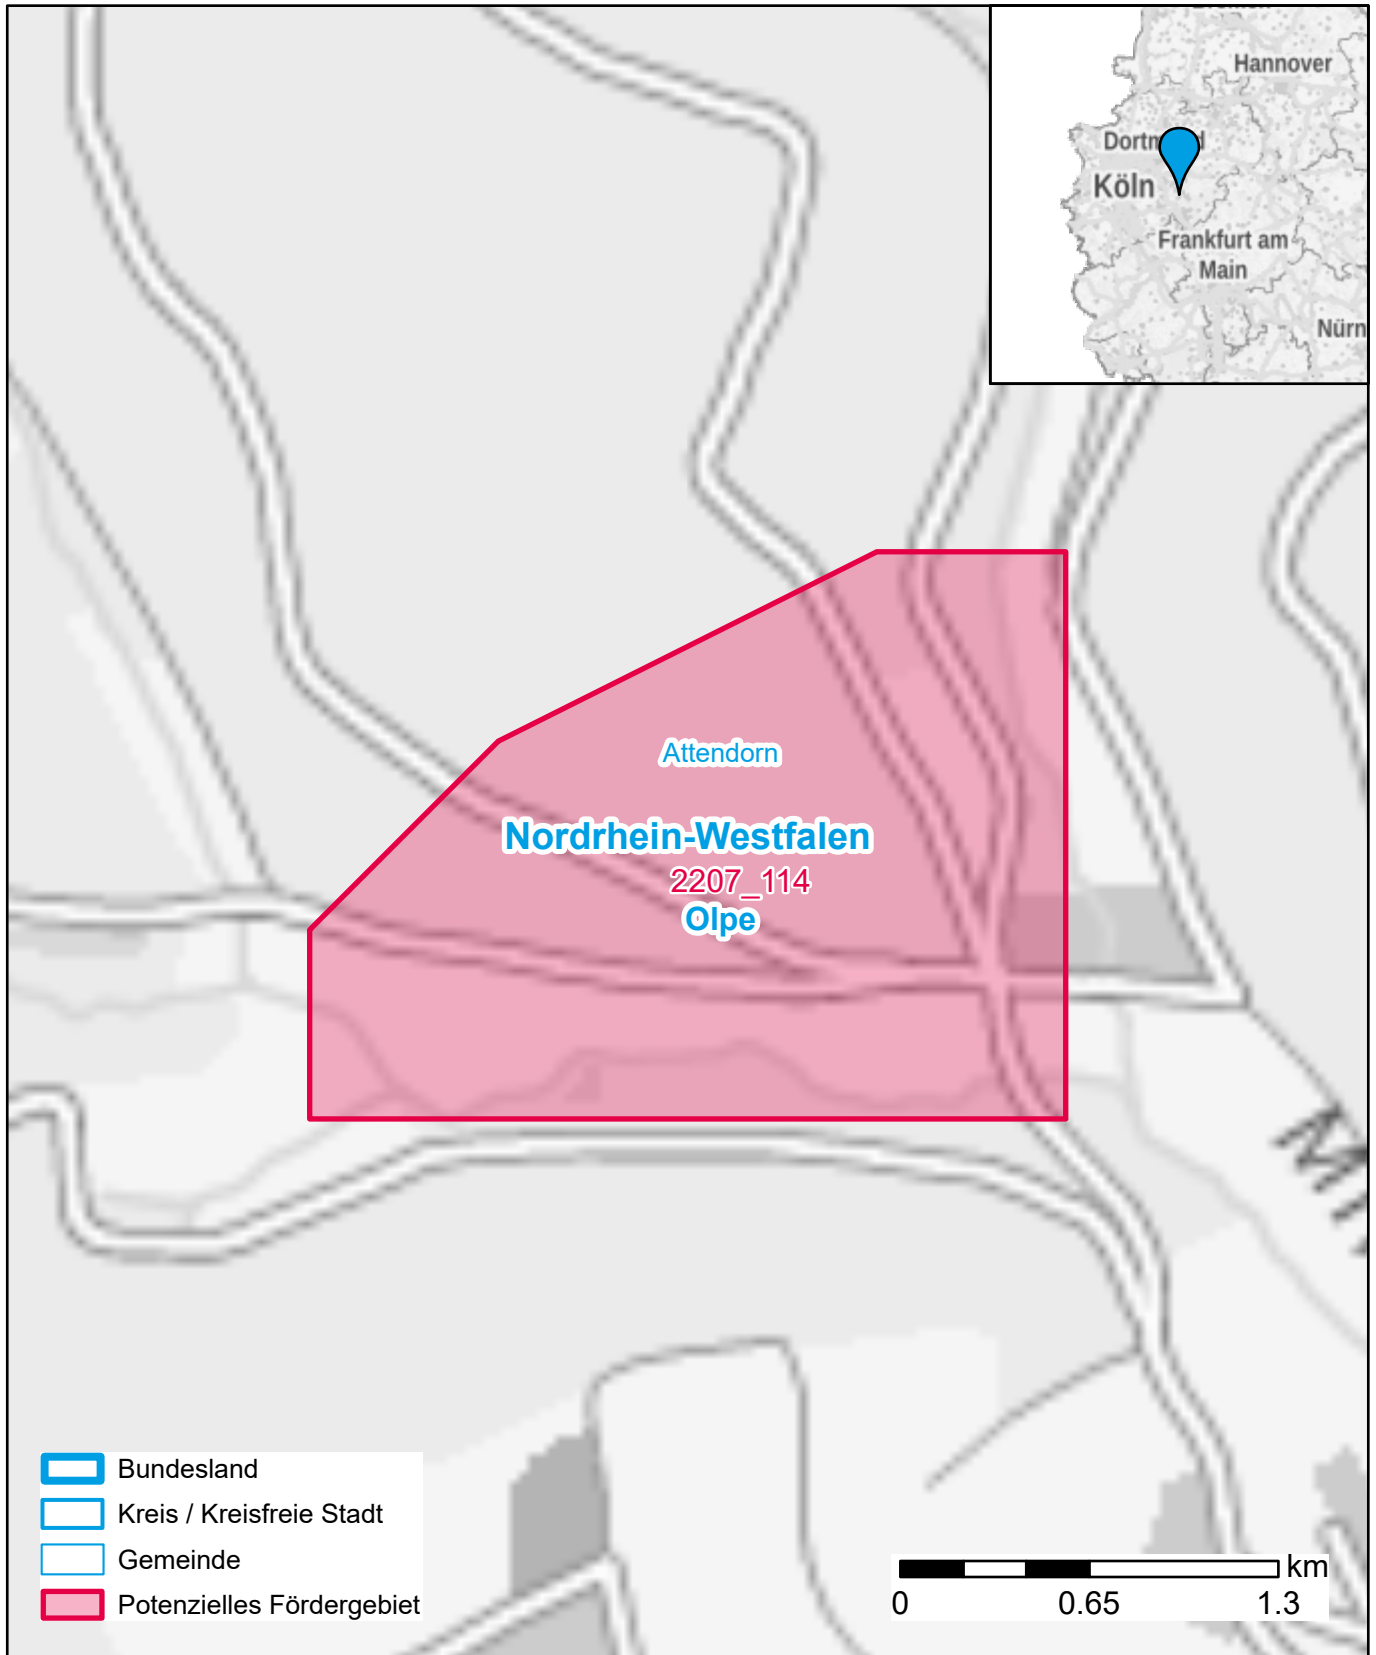 Hannover
Köln
Frankfurt am
Main
Attendorn
Nordrhein-Westfalen
2207_114
Olpe
Bundesland
Kreis / Kreisfreie Stadt
Gemeinde
Potenzielles Fördergebiet
km
0 0.65 1.3